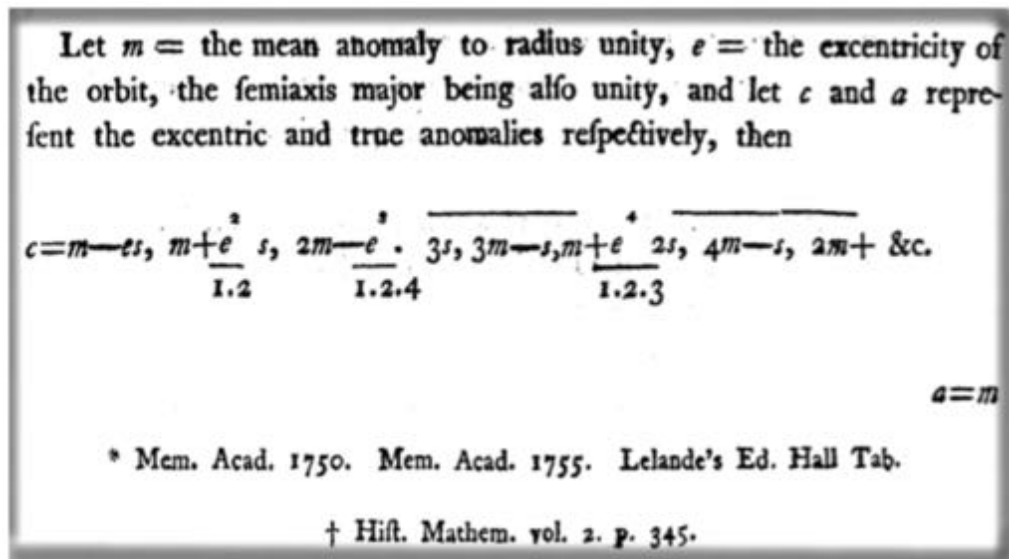 Let m = the mean anomaly to radius unity, e = the excentricity of
the orbit, the ſemiaxis major being alſo unity, and let c and a repre-
ſent the excentric and true anomalies reſpectively, then
2 3 4
c=m—es, m+e s, 2m—e . 3s, 3m—s,m+e 2s, 4m—s, 2m+ &c.
1.2 1.2.4 1.2.3
a=m
* Mem. Acad. 1750. Mem. Acad. 1755. Lelande's Ed. Hall Tab.
† Hiſt. Mathem. vol. 2. p. 345.